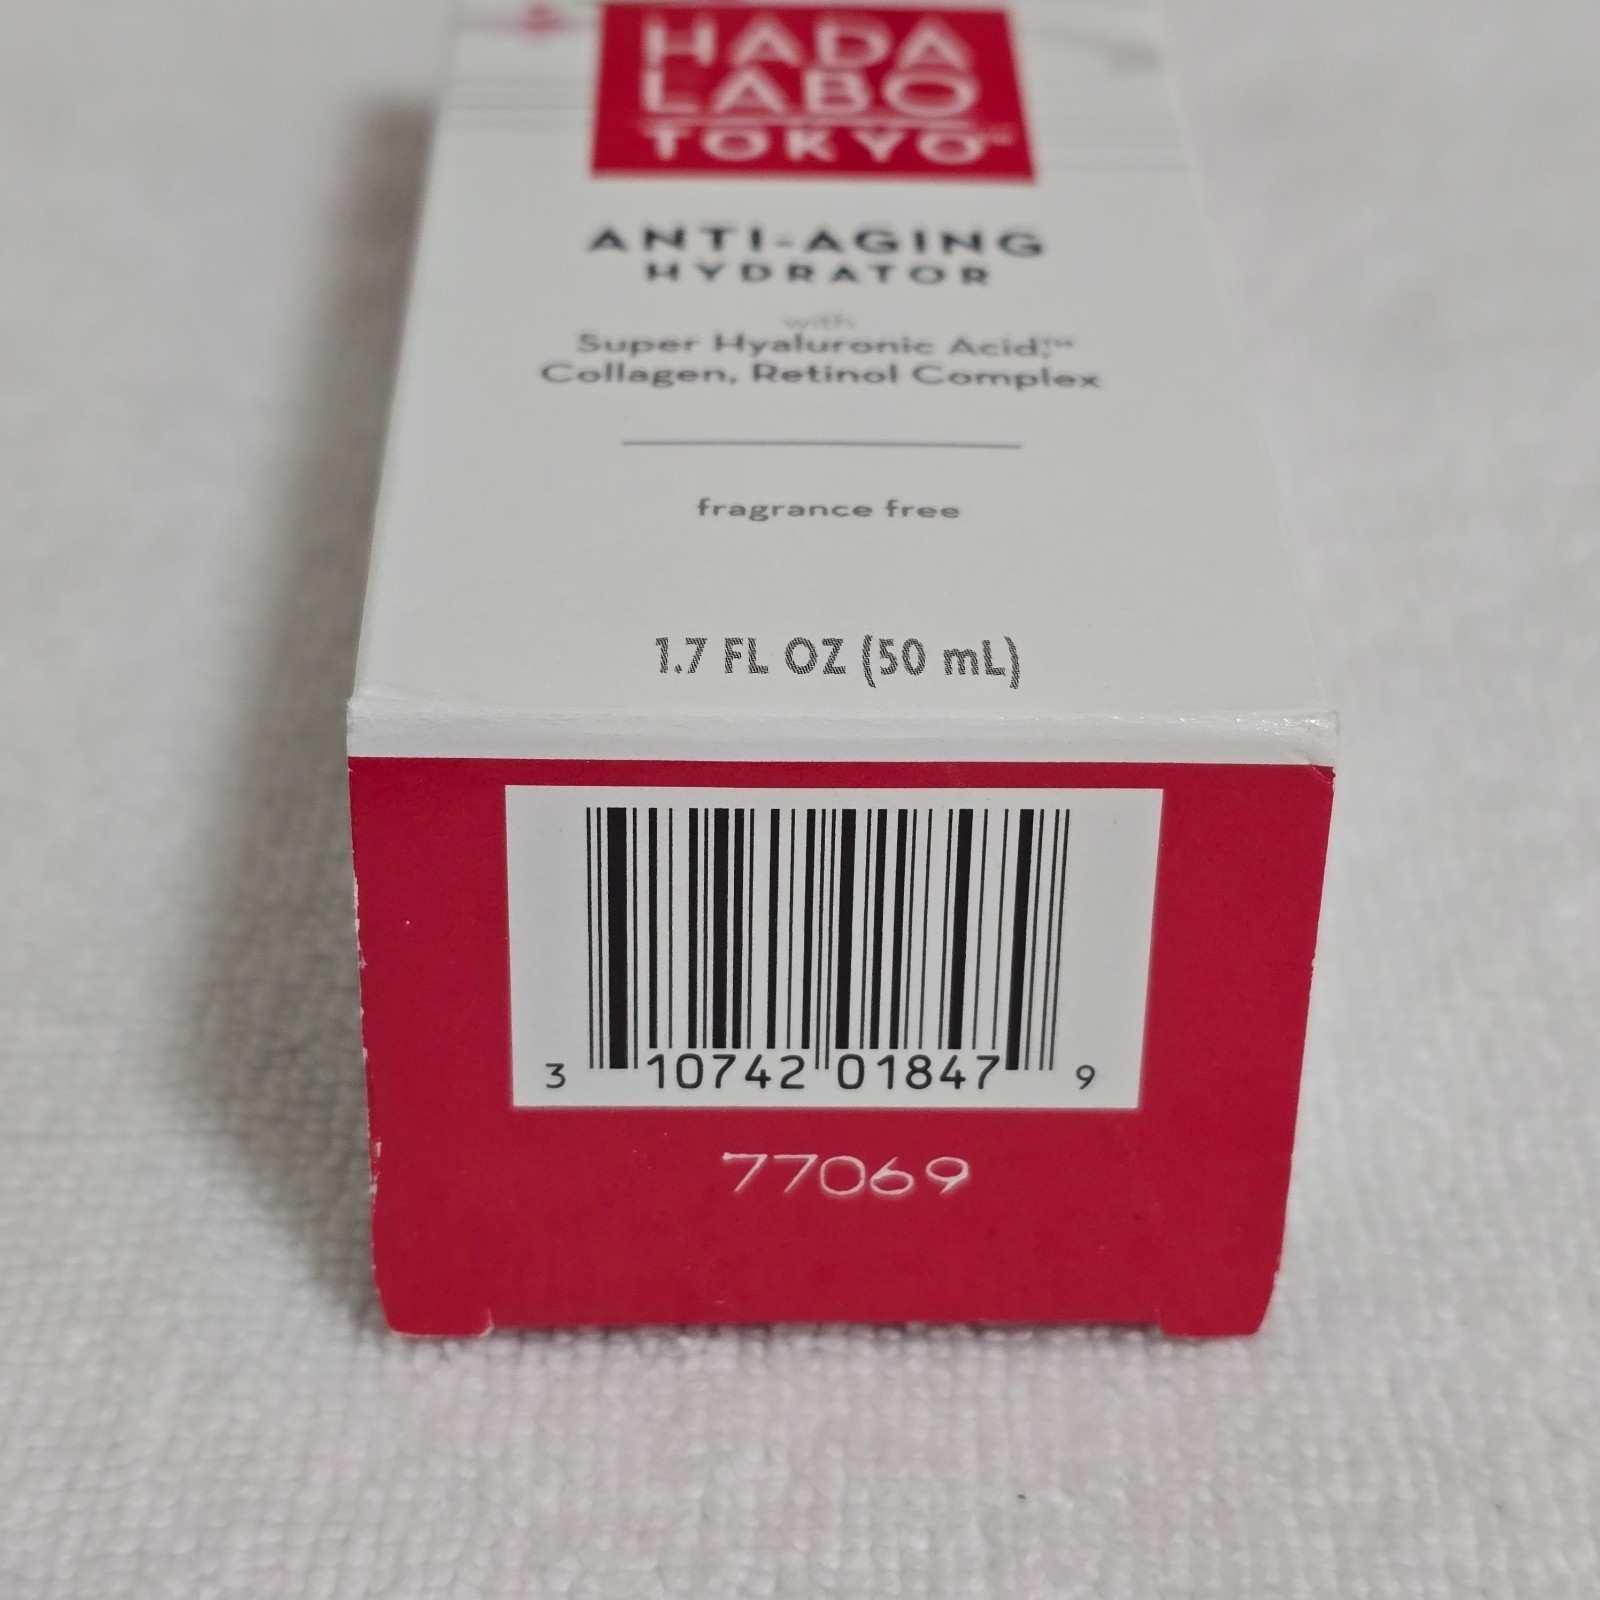 HADA
LABO
TOKYO™
ANTI-AGING
HYDRATOR
with
Super Hyaluronic Acid,™
Collagen, Retinol Complex
fragrance free
1.7 FL OZ (50 mL)
3 10742 01847 9
77069